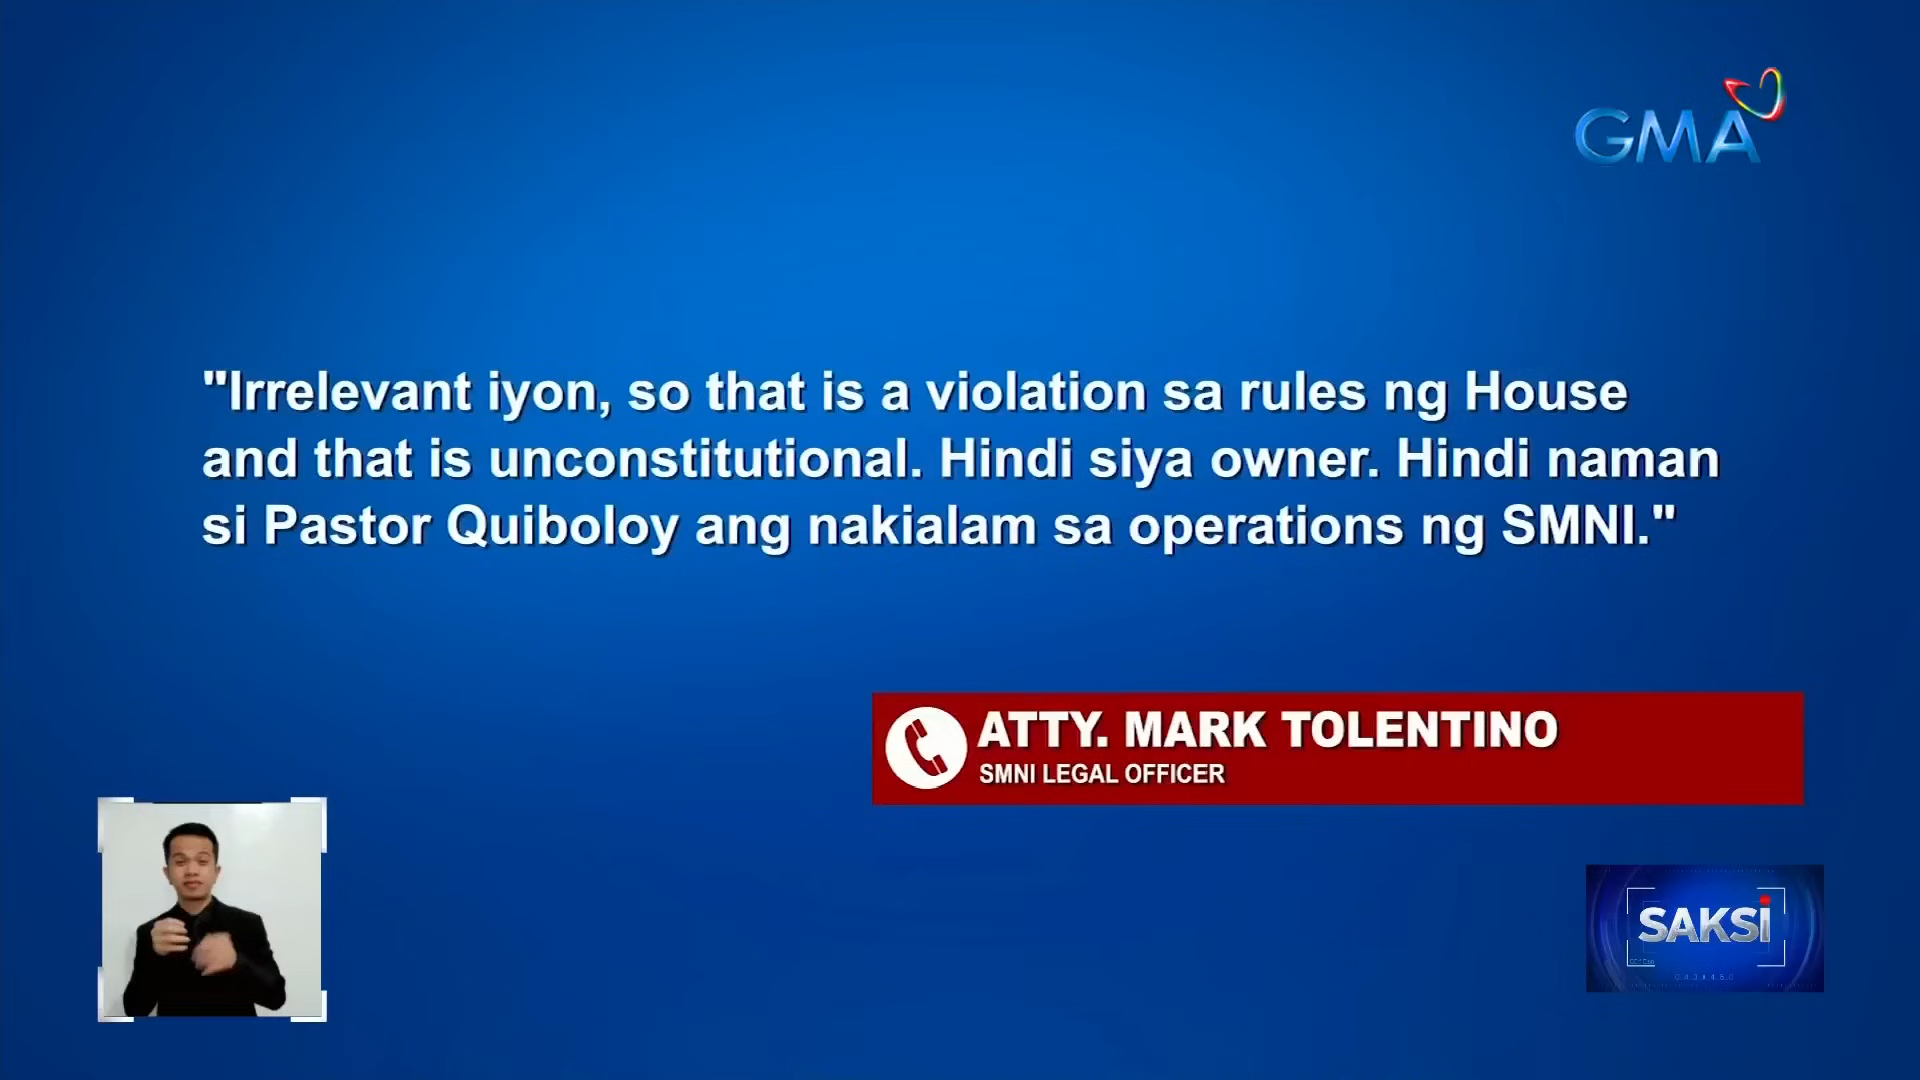 GMA
"Irrelevant iyon, so that is a violation sa rules ng House
and that is unconstitutional. Hindi siya owner. Hindi naman
si Pastor Quiboloy ang nakialam sa operations ng SMNI."
ATTY. MARK TOLENTINO
SMNI LEGAL OFFICER
SAKSI